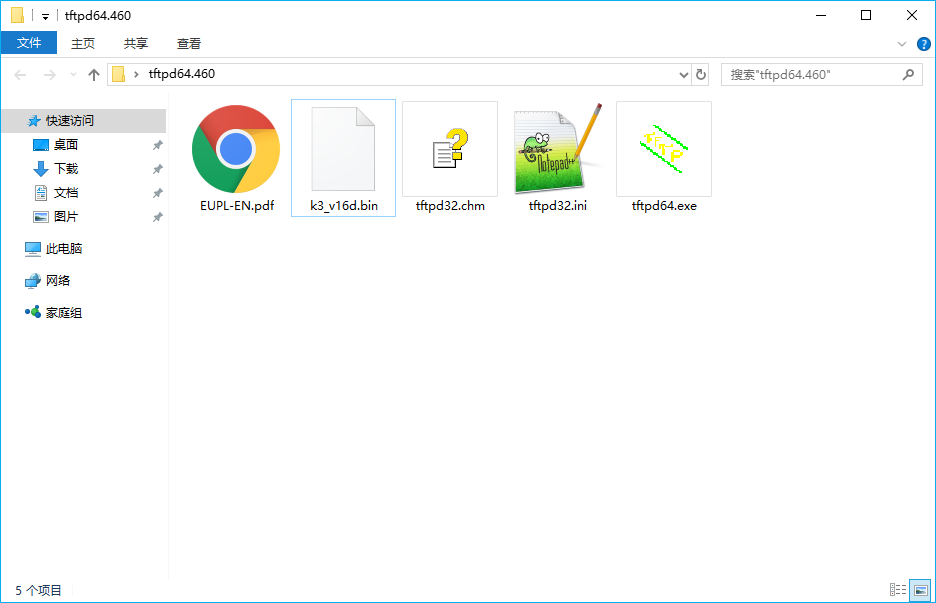 tftpd64.460
文件 主页 共享 查看
tftpd64.460 搜索"tftpd64.460"
快速访问
桌面
下载
文档
图片
此电脑
网络
家庭组
EUPL-EN.pdf k3_v16d.bin tftpd32.chm tftpd32.ini tftpd64.exe
Notepad++
5 个项目